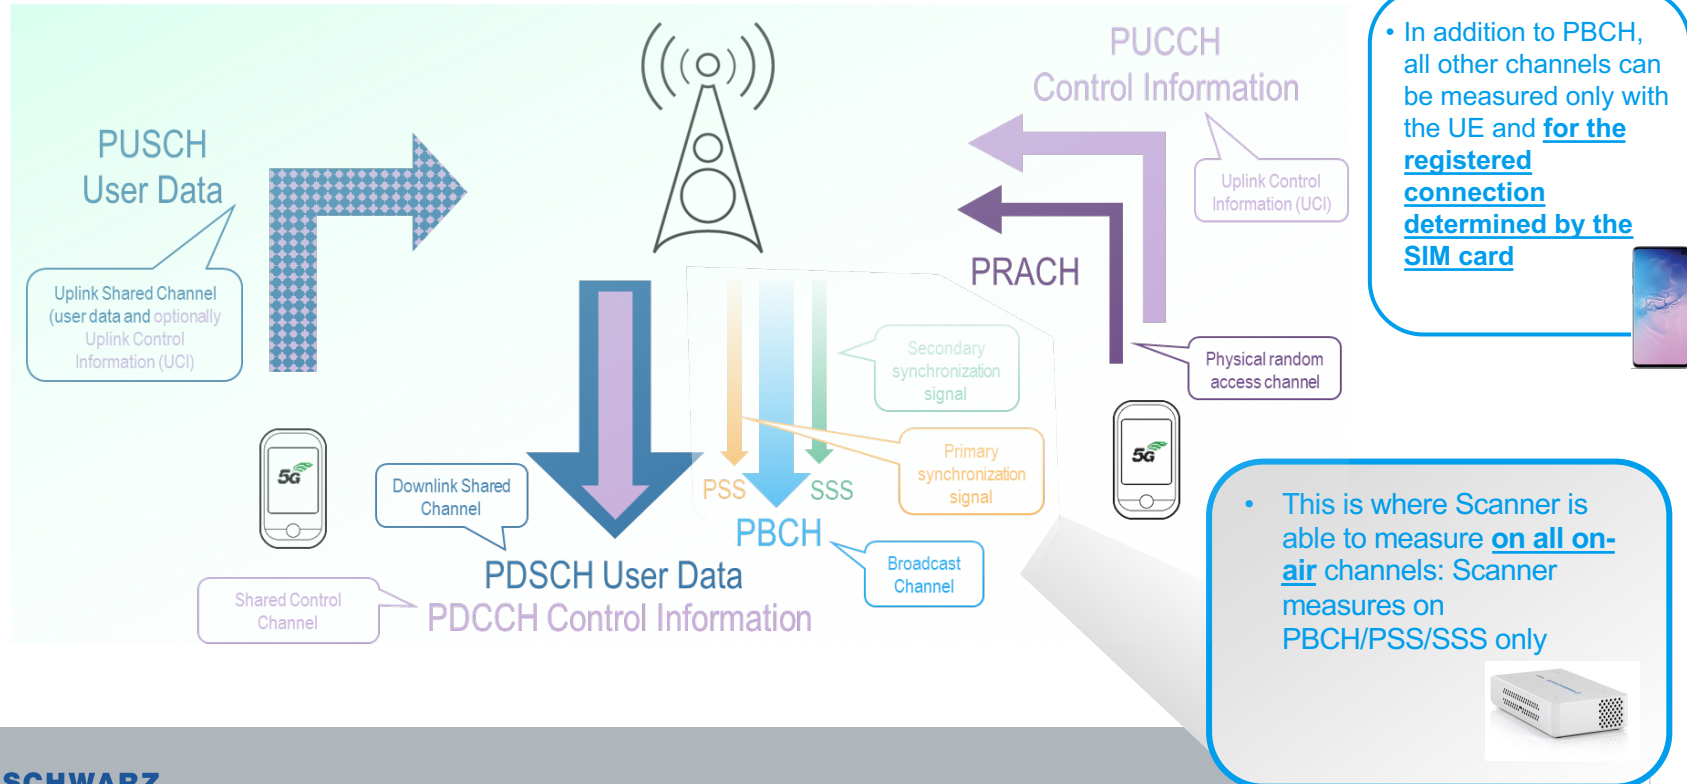 PUCCH
Control Information
PUSCH
User Data
Uplink Control
Information (UCI)
PRACH
Uplink Shared Channel
(user data and optionally
Uplink Control
Information (UCI)
Secondary
synchronization
signal
Physical random
access channel
Primary
synchronization
signal
5G
5G
Downlink Shared
Channel
PSS
SSS
PBCH
Broadcast
Channel
PDSCH User Data
Shared Control
Channel
PDCCH Control Information
• In addition to PBCH,
all other channels can
be measured only with
the UE and for the
registered
connection
determined by the
SIM card
• This is where Scanner is
able to measure on all on-
air channels: Scanner
measures on
PBCH/PSS/SSS only
SCHWARZ